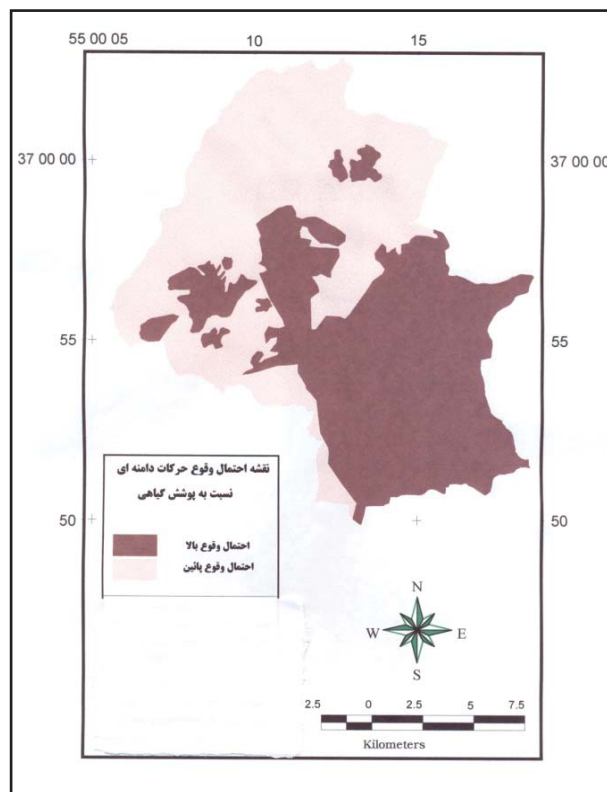 55 00 05
10
15
37 00 00
37 00 00
55
55
نقشه احتمال وقوع حرکات دامنه ای
نسبت به پوشش گیاهی
50
50
احتمال وقوع بالا
احتمال وقوع پائین
N
W
E
S
2.5 0 2.5 5 7.5
Kilometers